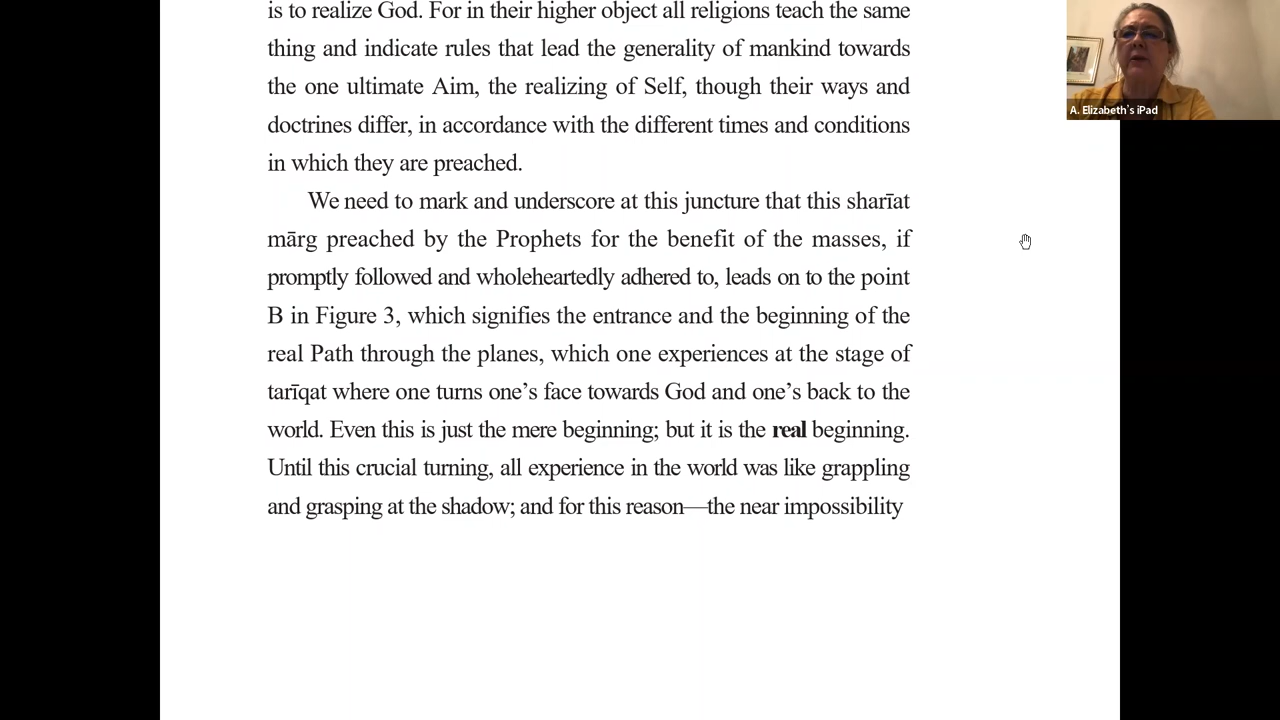 is to realize God. For in their higher object all religions teach the same
thing and indicate rules that lead the generality of mankind towards
the one ultimate Aim, the realizing of Self, though their ways and
doctrines differ, in accordance with the different times and conditions
in which they are preached.
We need to mark and underscore at this juncture that this sharīat
mārg preached by the Prophets for the benefit of the masses, if
promptly followed and wholeheartedly adhered to, leads on to the point
B in Figure 3, which signifies the entrance and the beginning of the
real Path through the planes, which one experiences at the stage of
tarīqat where one turns one’s face towards God and one’s back to the
world. Even this is just the mere beginning; but it is the real beginning.
Until this crucial turning, all experience in the world was like grappling
and grasping at the shadow; and for this reason—the near impossibility
A. Elizabeth's iPad